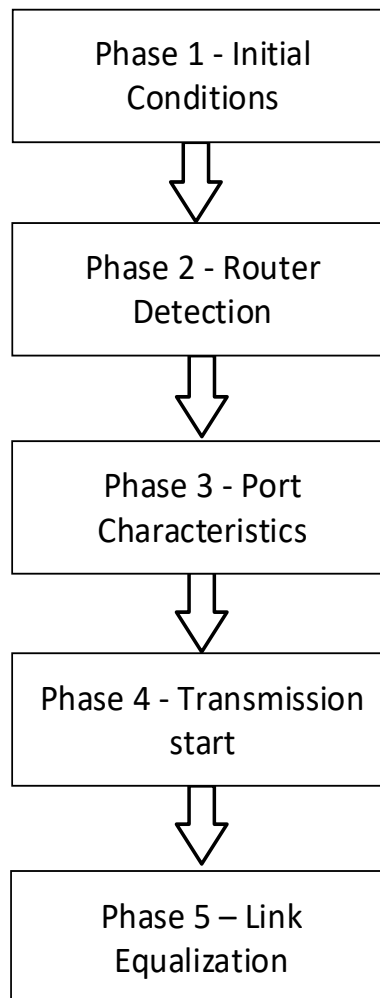 Phase 1 - Initial
Conditions
Phase 2 - Router
Detection
Phase 3 - Port
Characteristics
Phase 4 - Transmission
start
Phase 5 – Link
Equalization